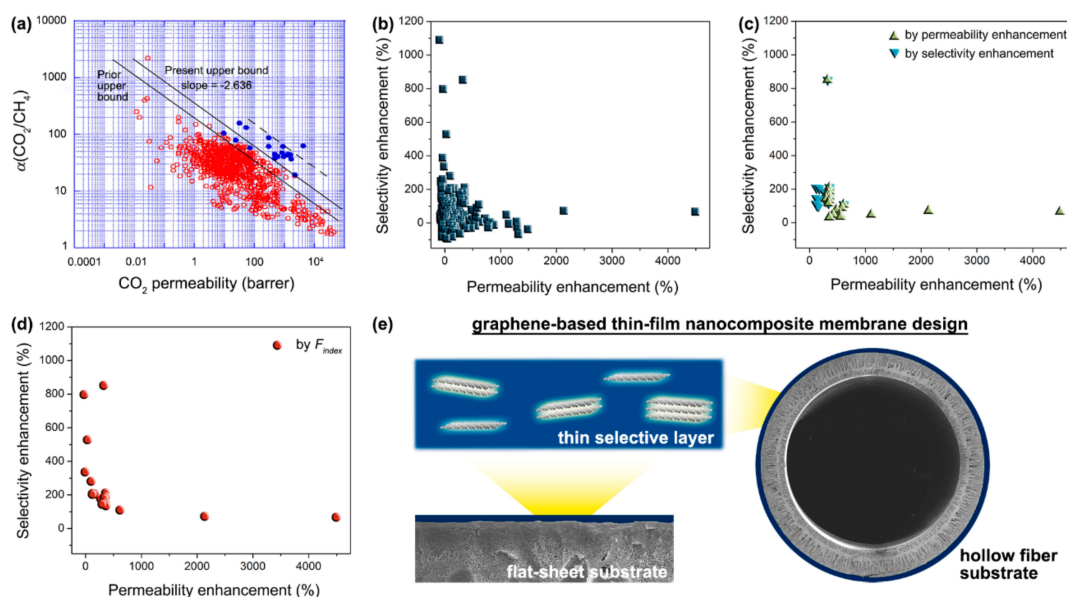 (a)
10000
1000
100
10
1
α(CO₂/CH₄)
Prior
upper
bound
Present upper bound
slope = -2.636
0.0001
0.01
1
100
10⁴
CO₂ permeability (barrer)
(b)
1200
1000
800
600
400
200
0
Selectivity enhancement (%)
0
1000
2000
3000
4000
Permeability enhancement (%)
(c)
by permeability enhancement
by selectivity enhancement
1200
1000
800
600
400
200
0
Selectivity enhancement (%)
0
1000
2000
3000
4000
Permeability enhancement (%)
(d)
by F_index
1200
1000
800
600
400
200
0
Selectivity enhancement (%)
0
1000
2000
3000
4000
Permeability enhancement (%)
(e)
graphene-based thin-film nanocomposite membrane design
thin selective layer
flat-sheet substrate
hollow fiber
substrate